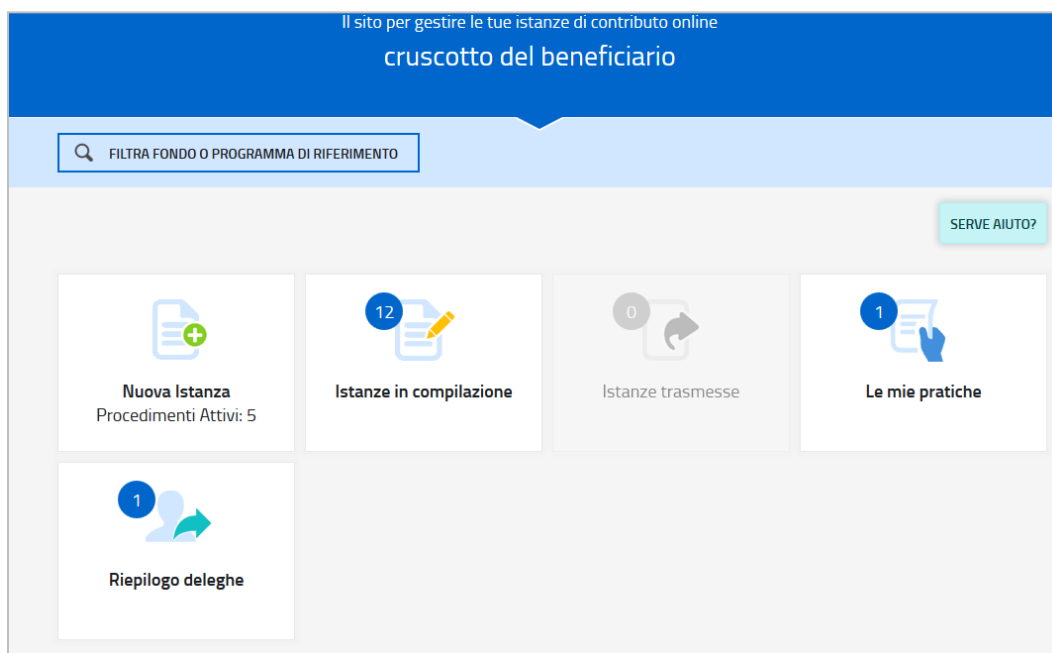 Il sito per gestire le tue istanze di contributo online
cruscotto del beneficiario
FILTRA FONDO O PROGRAMMA DI RIFERIMENTO
SERVE AIUTO?
Nuova Istanza
Procedimenti Attivi: 5
12
Istanze in compilazione
0
Istanze trasmesse
1
Le mie pratiche
1
Riepilogo deleghe